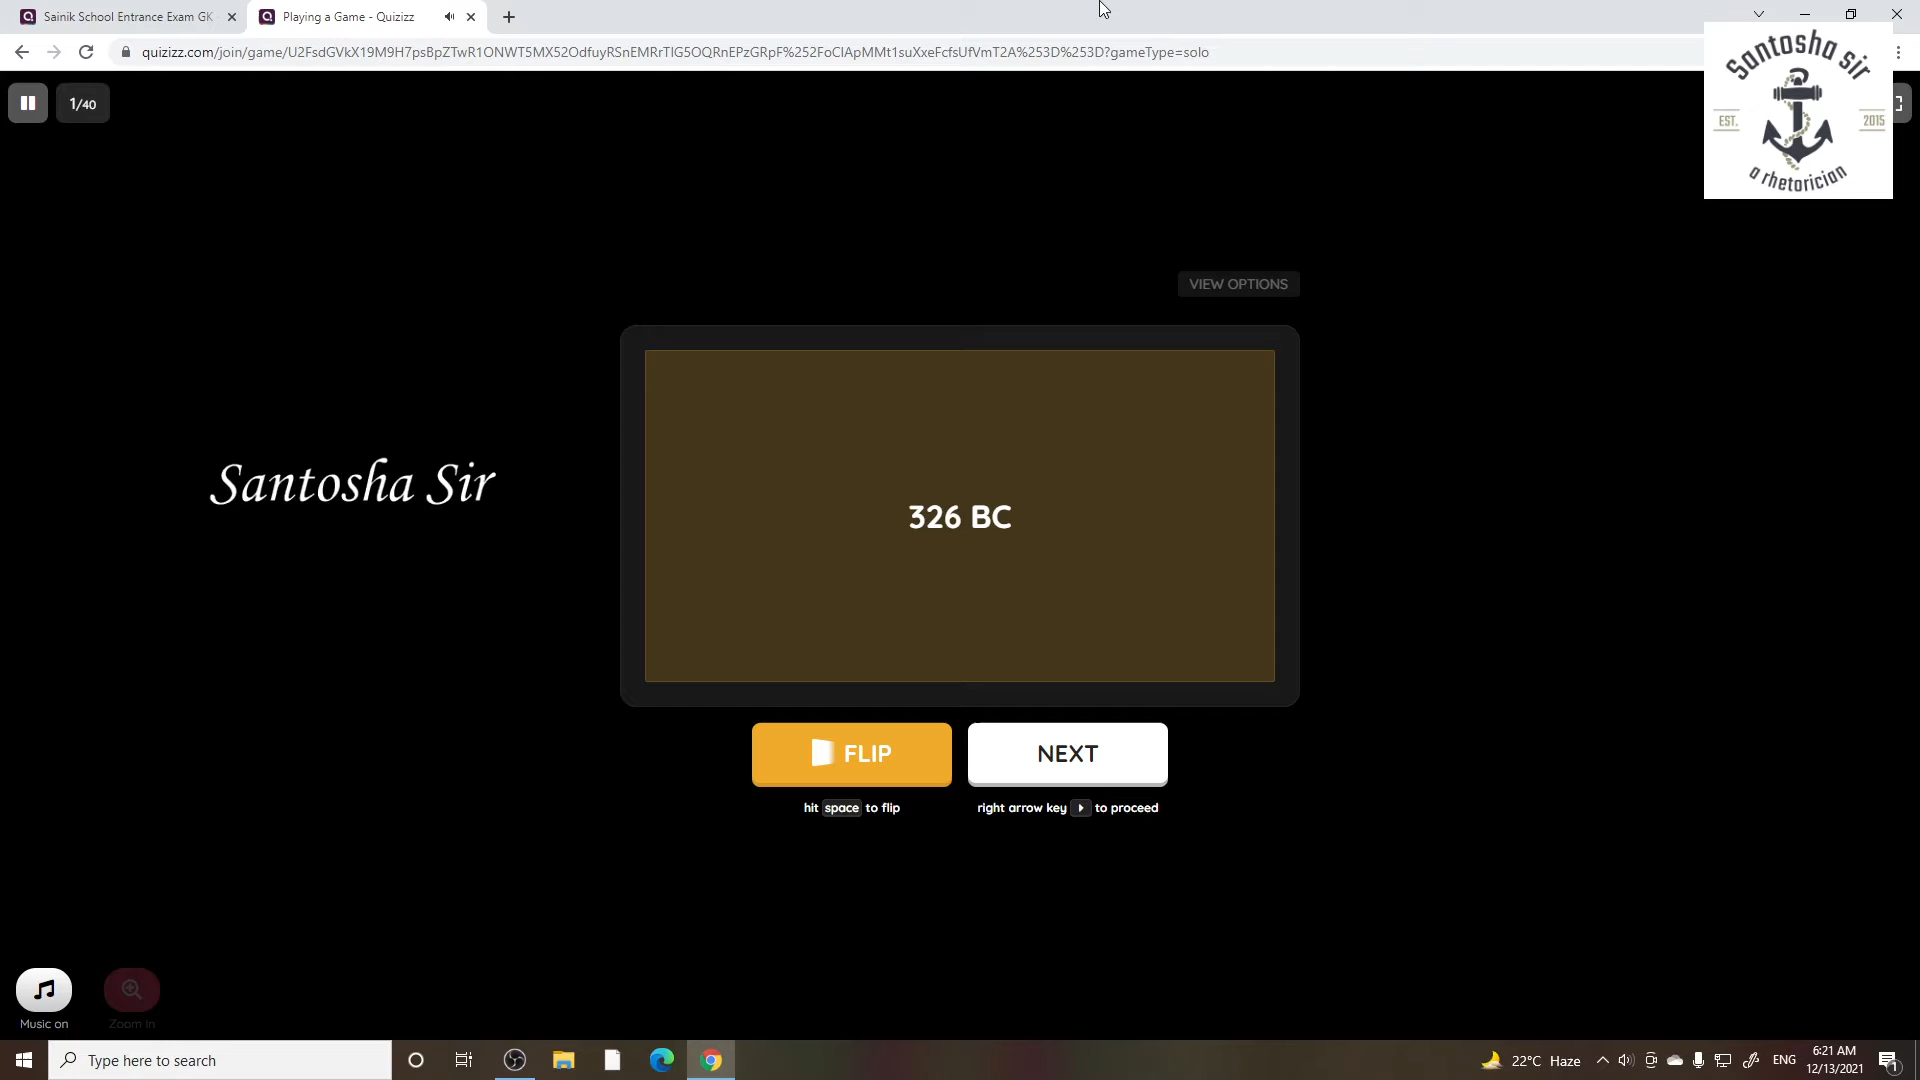 Sainik School Entrance Exam GK
Playing a Game - Quizizz
quizizz.com/join/game/U2FsdGVkX19M9H7psBpZTwR1ONWT5MX52OdfuyRSnEMRrTlG5OQRnEPzGRpF%252FoCIApMMt1suXxeFcfsUfVmT2A%253D%253D?gameType=solo
Santosha sir
EST. 2015
a rhetorician
1/40
VIEW OPTIONS
Santosha Sir
326 BC
FLIP
NEXT
hit space to flip
right arrow key to proceed
Music on
Zoom in
Type here to search
22°C Haze
ENG
6:21 AM
12/13/2021
1